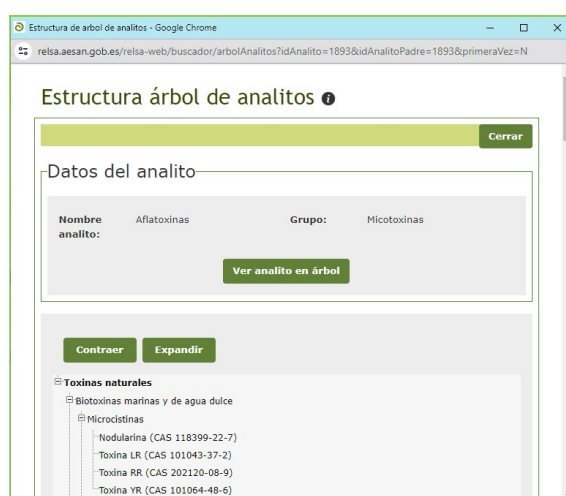 Estructura de arbol de analitos - Google Chrome
relsa.aesan.gob.es/relsa-web/buscador/arbolAnalitos?idAnalito=1893&idAnalitoPadre=1893&primeraVez=N
Estructura árbol de analitos
Cerrar
Datos del analito
Nombre analito: Aflatoxinas Grupo: Micotoxinas
Ver analito en árbol
Contraer Expandir
Toxinas naturales
Biotoxinas marinas y de agua dulce
Microcistinas
Nodularina (CAS 118399-22-7)
Toxina LR (CAS 101043-37-2)
Toxina RR (CAS 202120-08-9)
Toxina YR (CAS 101064-48-6)